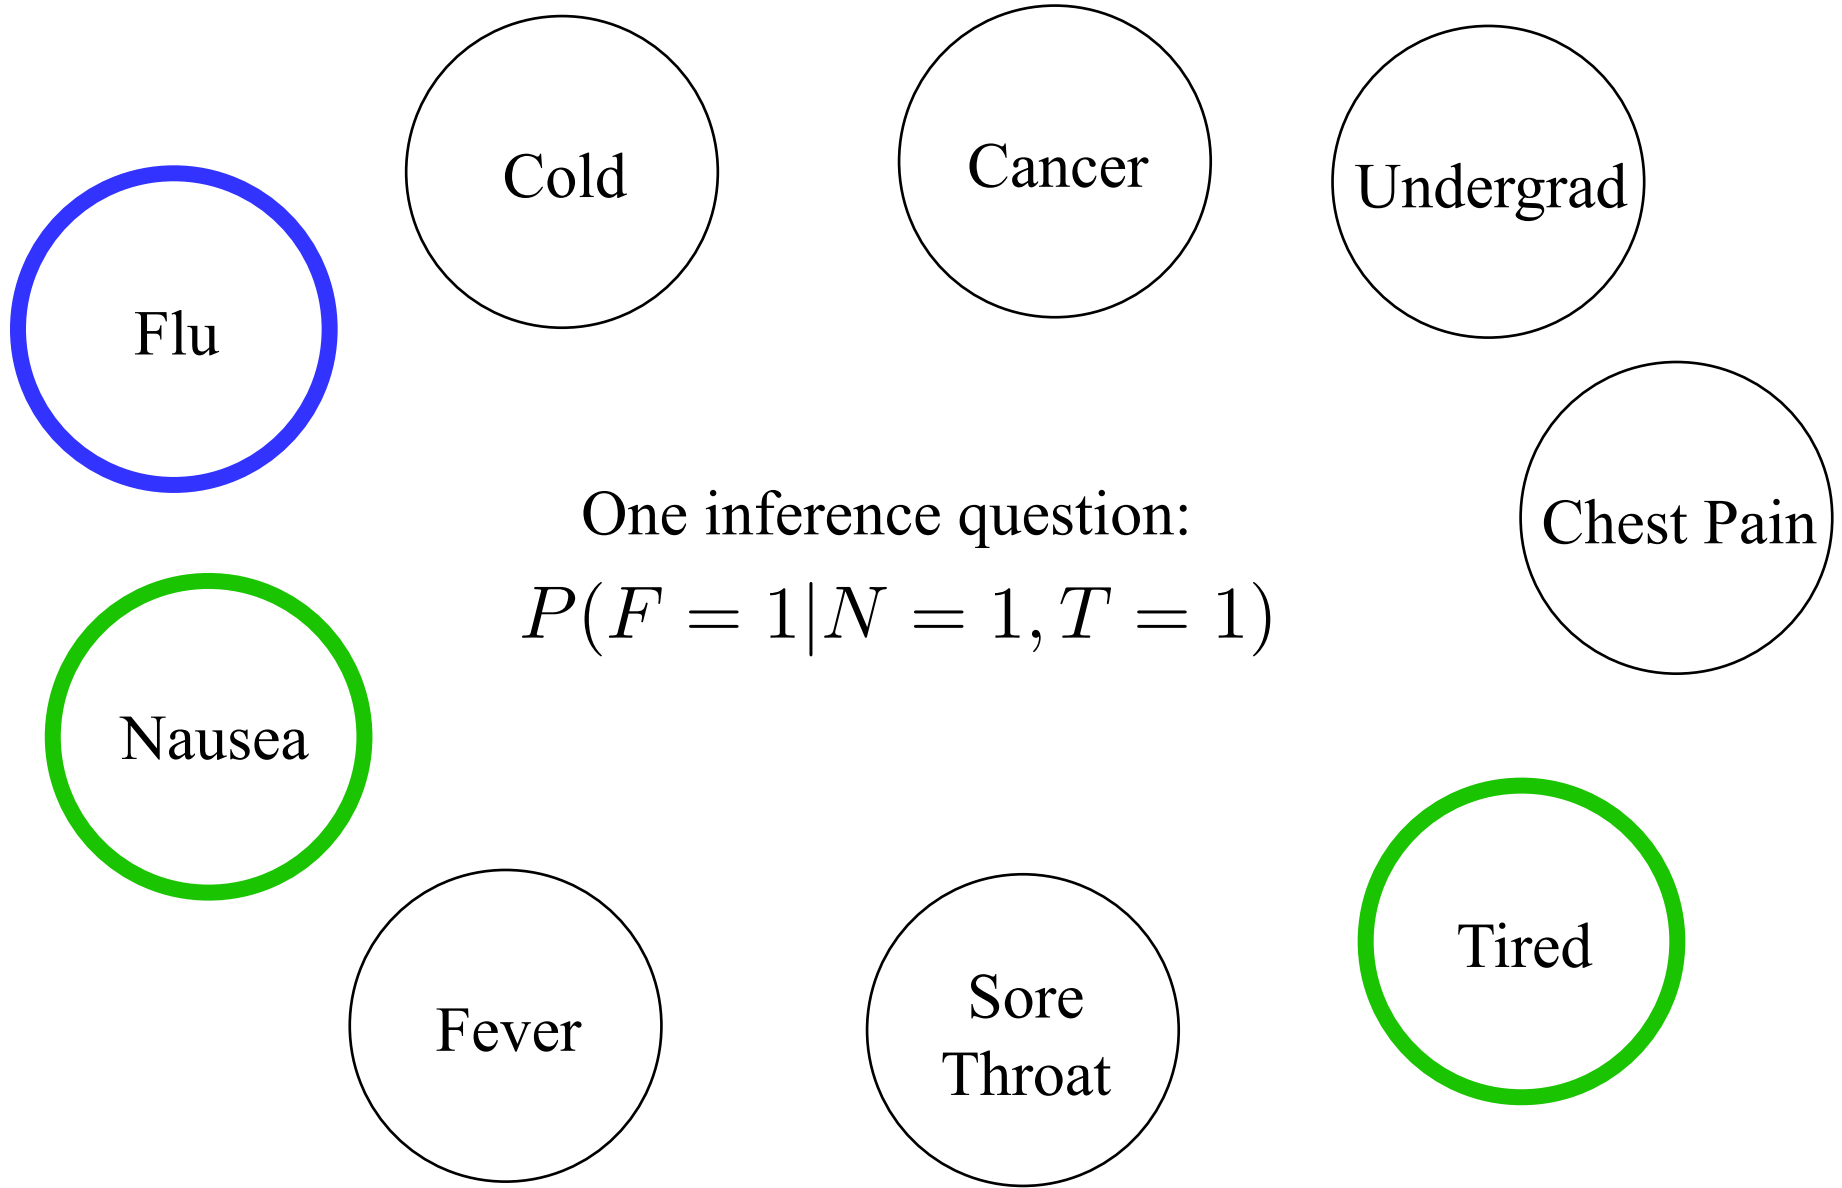 Cold
Cancer
Undergrad
Flu
Chest Pain
One inference question:
P(F = 1|N = 1, T = 1)
Nausea
Tired
Fever
Sore
Throat